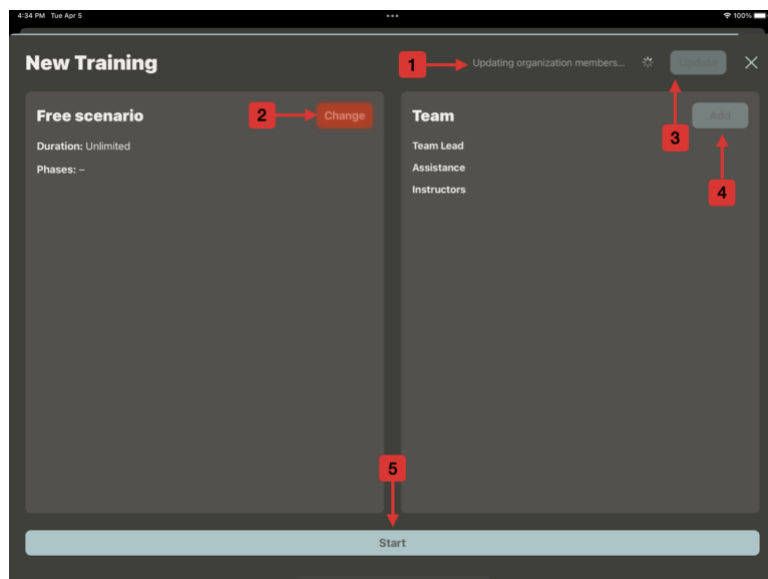 4:34 PM Tue Apr 5
100%
New Training
1
Updating organization members...
Update
Free scenario
2
Change
Team
Add
3
Duration: Unlimited
Team Lead
Phases: –
Assistance
Instructors
4
5
Start